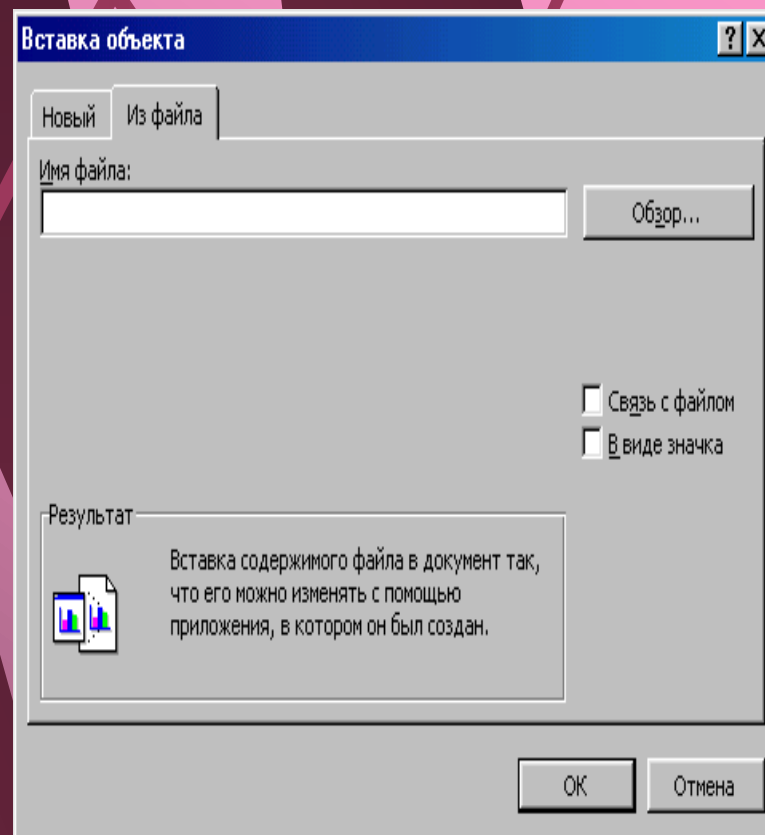 Вставка объекта
Новый Из файла
Имя файла:
Обзор...
Связь с файлом
В виде значка
Результат
Вставка содержимого файла в документ так,
что его можно изменять с помощью
приложения, в котором он был создан.
ОК Отмена